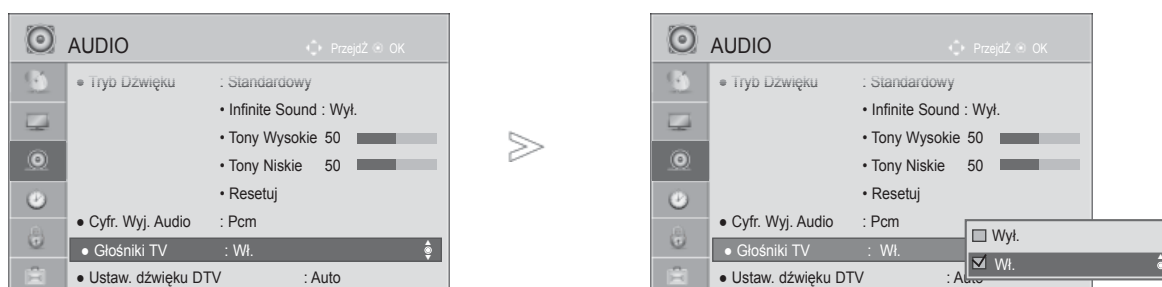 AUDIO
PrzejdŹ OK
• Tryb Dźwięku : Standardowy
• Infinite Sound : Wył.
• Tony Wysokie 50
• Tony Niskie 50
• Resetuj
● Cyfr. Wyj. Audio : Pcm
● Głośniki TV : Wł.
● Ustaw. dźwięku DTV : Auto
AUDIO
PrzejdŹ OK
• Tryb Dźwięku : Standardowy
• Infinite Sound : Wył.
• Tony Wysokie 50
• Tony Niskie 50
• Resetuj
● Cyfr. Wyj. Audio : Pcm
● Głośniki TV : Wł.
● Ustaw. dźwięku DTV : Auto
Wył.
Wł.